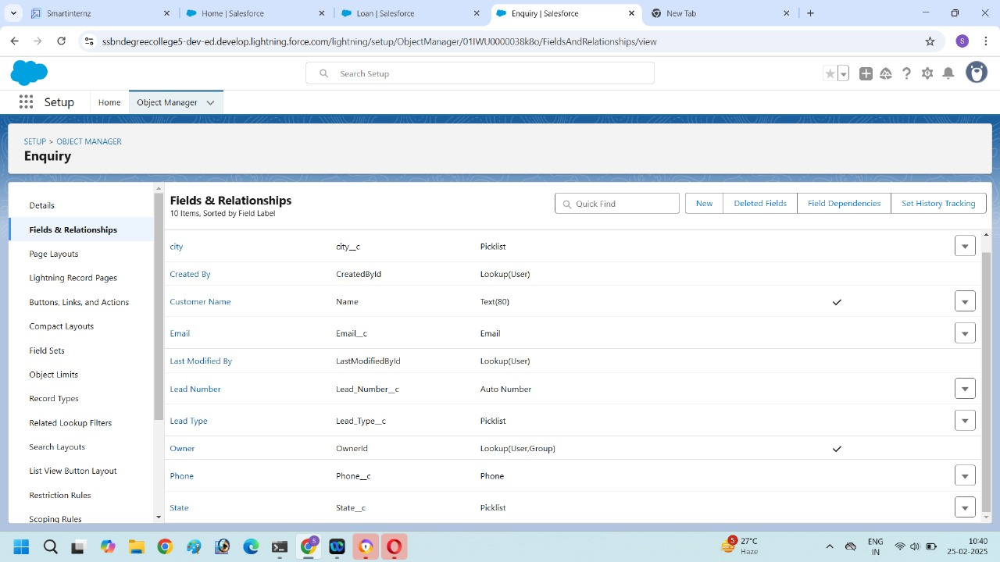 Smartinternz
Home | Salesforce
Loan | Salesforce
Enquiry | Salesforce
New Tab
ssbndegreecollege5-dev-ed.develop.lightning.force.com/lightning/setup/ObjectManager/01IWU0000038k8o/FieldsAndRelationships/view
S
Search Setup
Setup
Home
Object Manager
SETUP > OBJECT MANAGER
Enquiry
Details
Fields & Relationships
Page Layouts
Lightning Record Pages
Buttons, Links, and Actions
Compact Layouts
Field Sets
Object Limits
Record Types
Related Lookup Filters
Search Layouts
List View Button Layout
Restriction Rules
Scoping Rules
Fields & Relationships
10 Items, Sorted by Field Label
Quick Find
New
Deleted Fields
Field Dependencies
Set History Tracking
city city__c Picklist
Created By CreatedById Lookup(User)
Customer Name Name Text(80)
Email Email__c Email
Last Modified By LastModifiedById Lookup(User)
Lead Number Lead_Number__c Auto Number
Lead Type Lead_Type__c Picklist
Owner OwnerId Lookup(User,Group)
Phone Phone__c Phone
State State__c Picklist
S
5
27°C
Haze
ENG
IN
10:40
25-02-2025